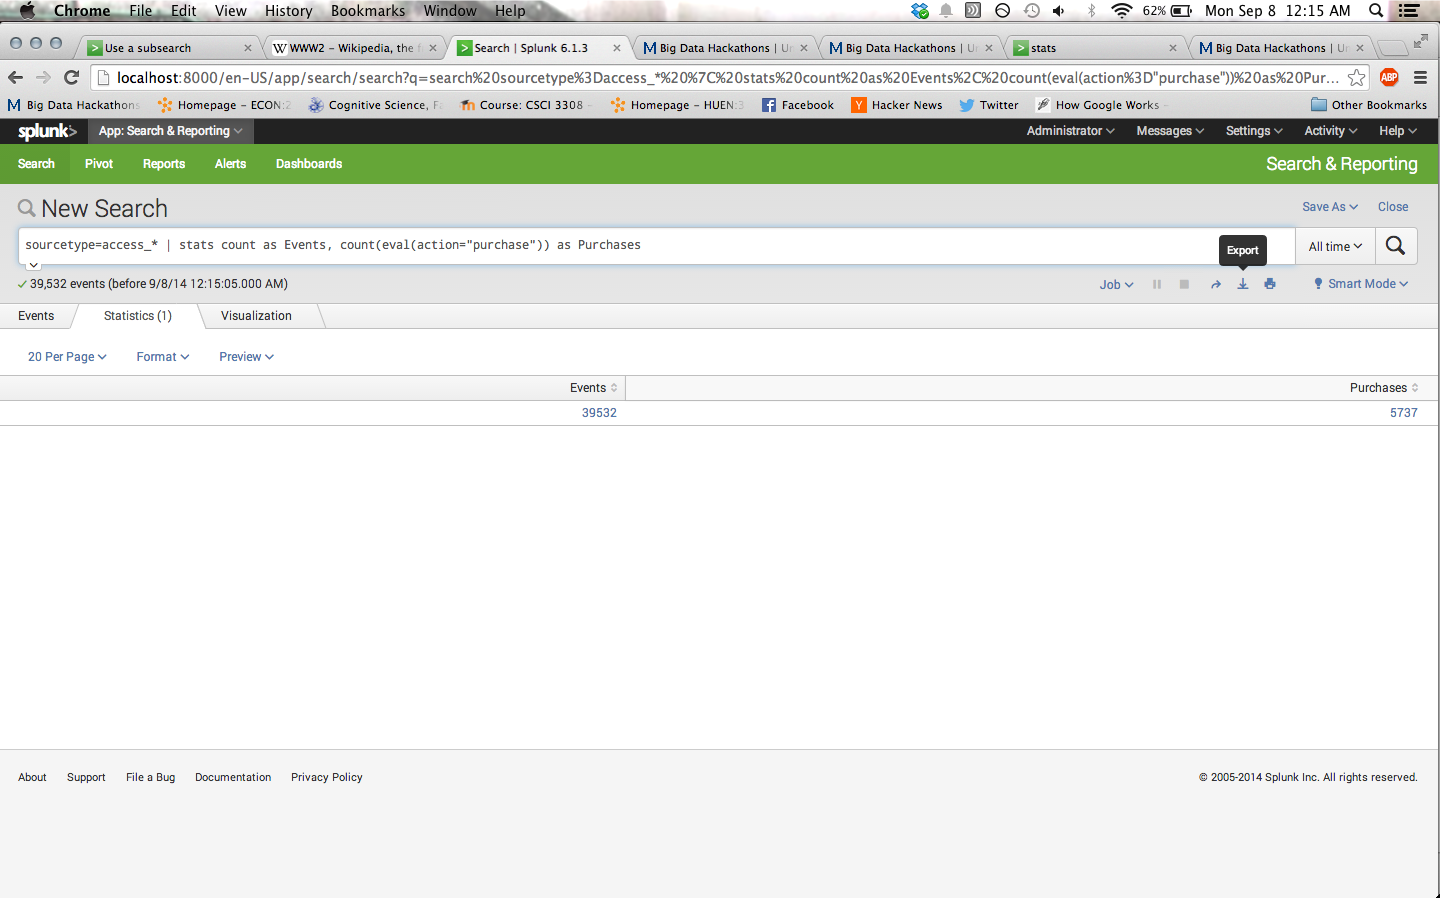 Chrome File Edit View History Bookmarks Window Help 62% Mon Sep 8 12:15 AM
Use a subsearch WWW2 – Wikipedia, the f Search | Splunk 6.1.3 Big Data Hackathons | Un Big Data Hackathons | Un stats Big Data Hackathons | Un
localhost:8000/en-US/app/search/search?q=search%20sourcetype%3Daccess_*%20%7C%20stats%20count%20as%20Events%2C%20count(eval(action%3D"purchase"))%20as%20Pur... ABP
Big Data Hackathons Homepage – ECON:2 Cognitive Science, Fa Course: CSCI 3308 – Homepage – HUEN:3 Facebook Hacker News Twitter How Google Works – Other Bookmarks
splunk> App: Search & Reporting Administrator Messages Settings Activity Help
Search Pivot Reports Alerts Dashboards Search & Reporting
New Search Save As Close
sourcetype=access_* | stats count as Events, count(eval(action="purchase")) as Purchases All time
Export
39,532 events (before 9/8/14 12:15:05.000 AM) Job Smart Mode
Events Statistics (1) Visualization
20 Per Page Format Preview
Events Purchases
39532 5737
About Support File a Bug Documentation Privacy Policy © 2005-2014 Splunk Inc. All rights reserved.